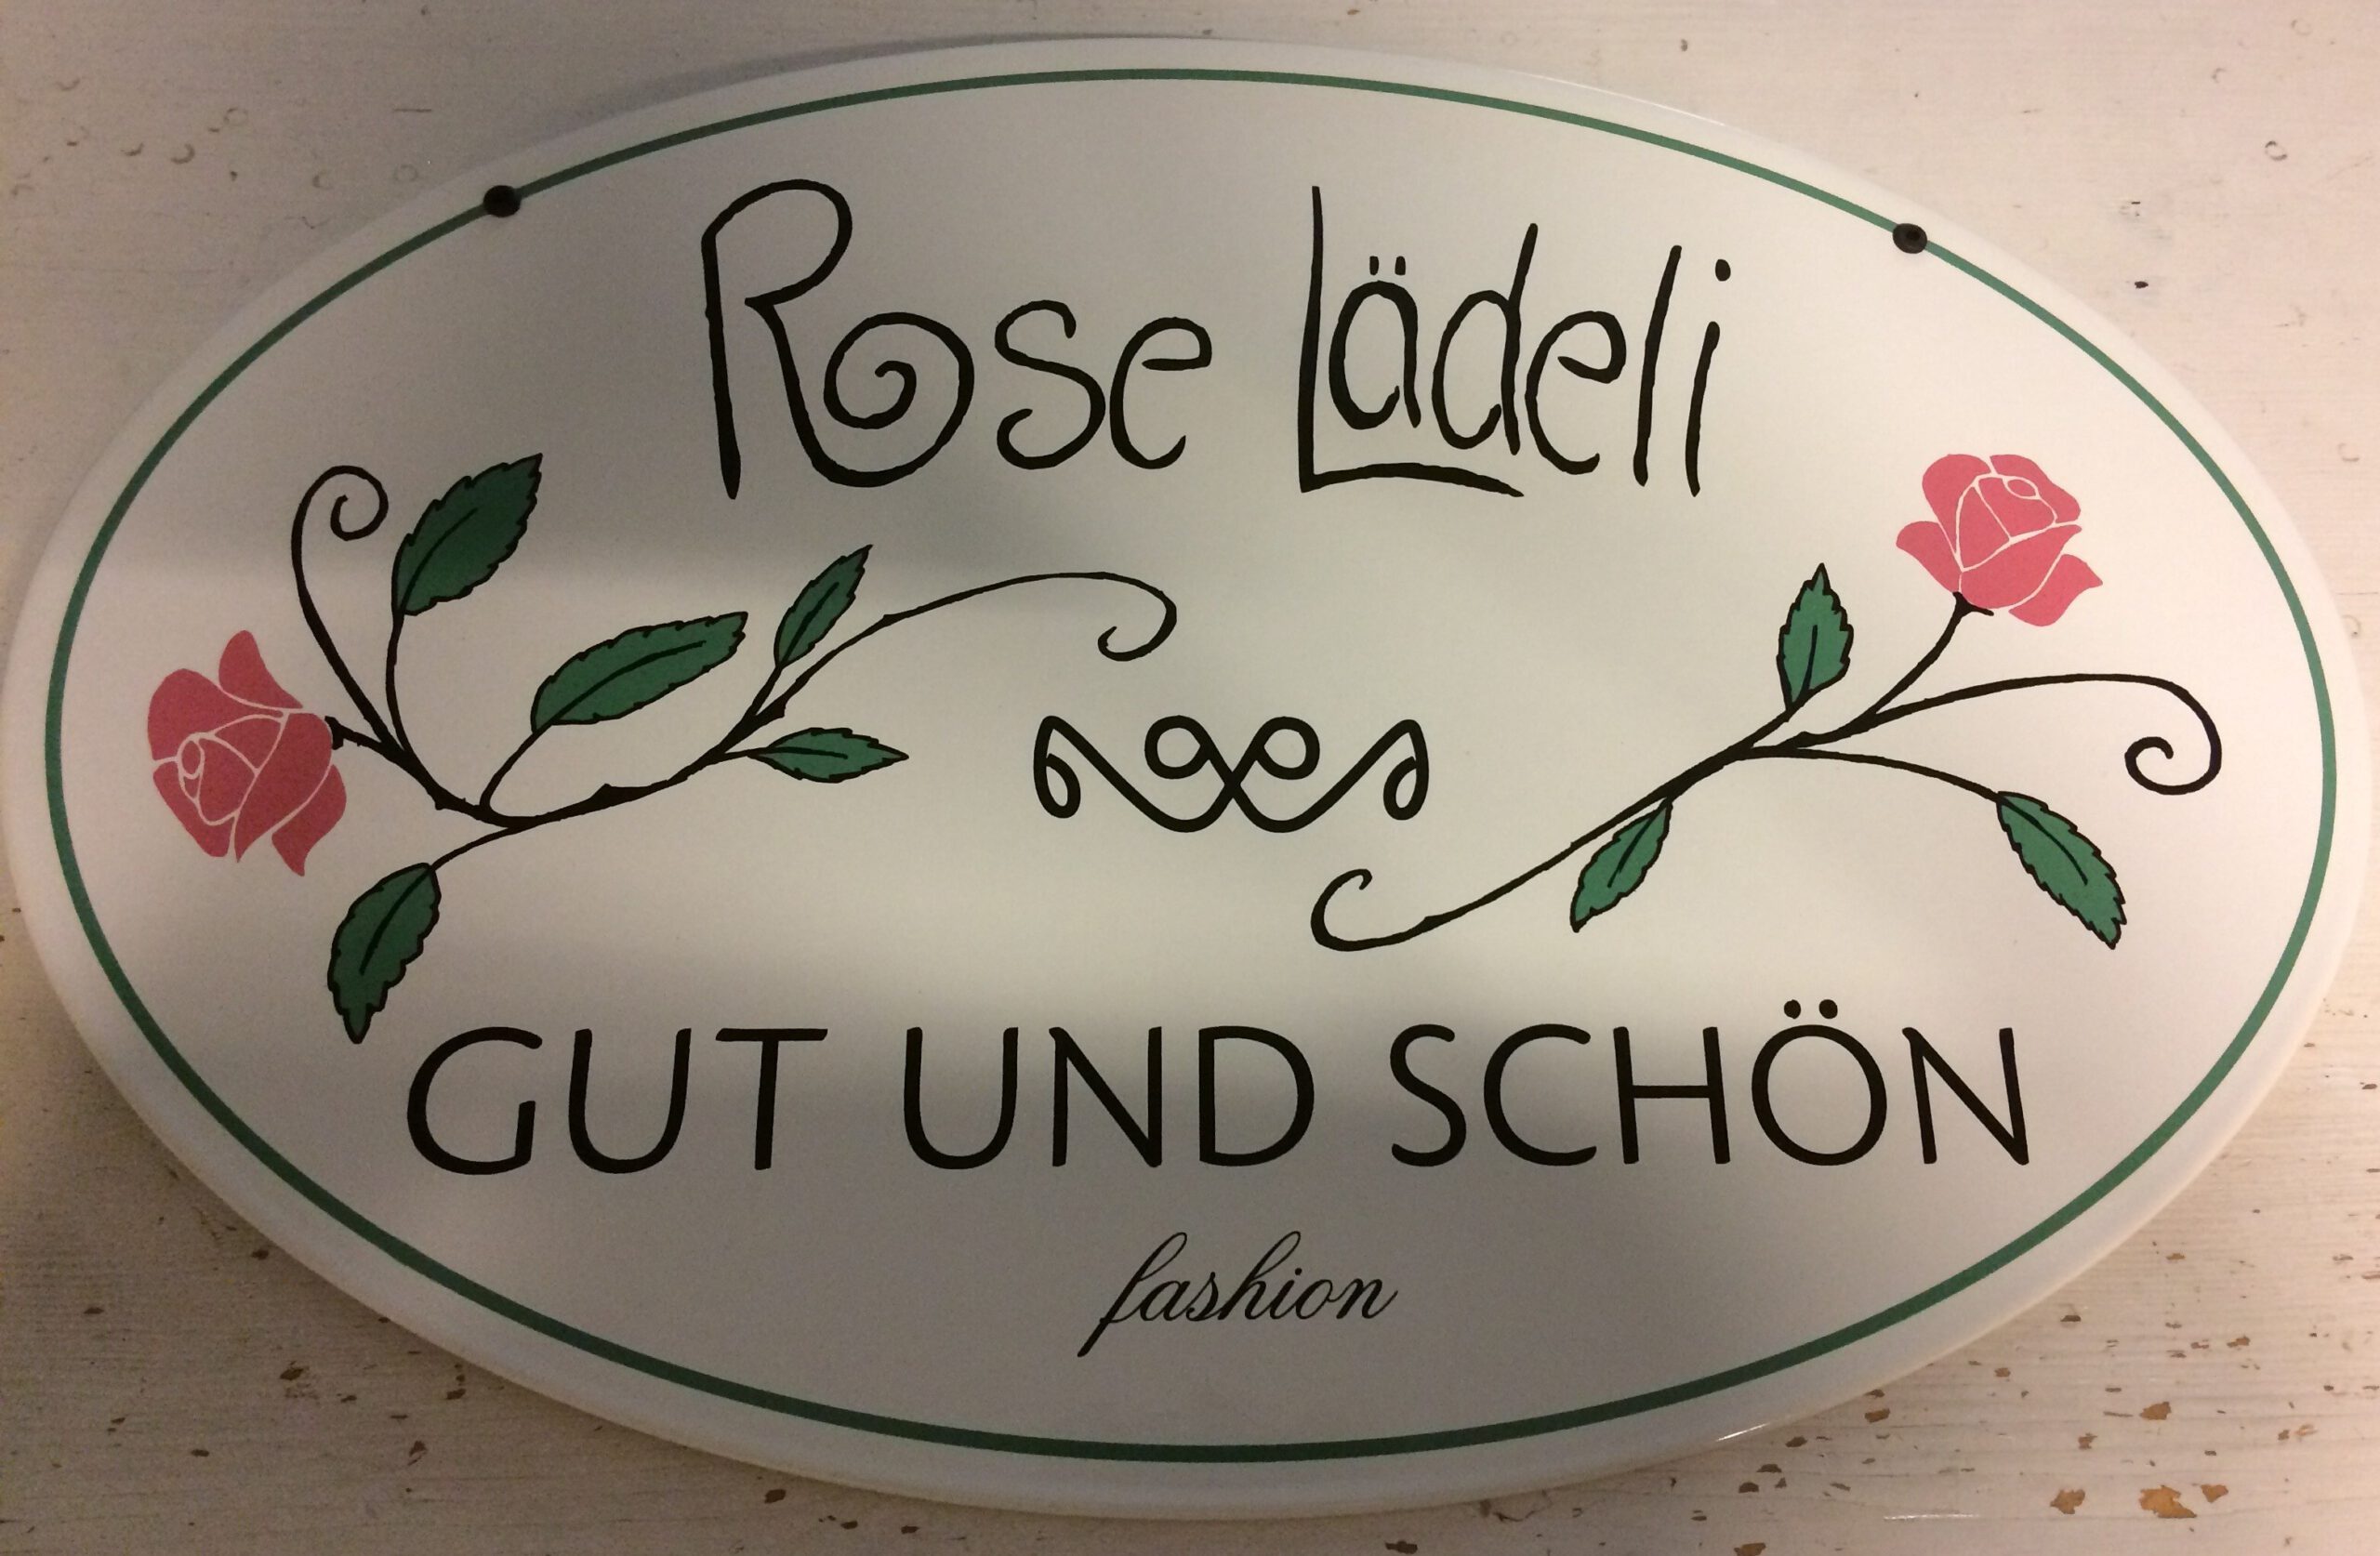 Rose Lädeli
GUT UND SCHÖN
fashion